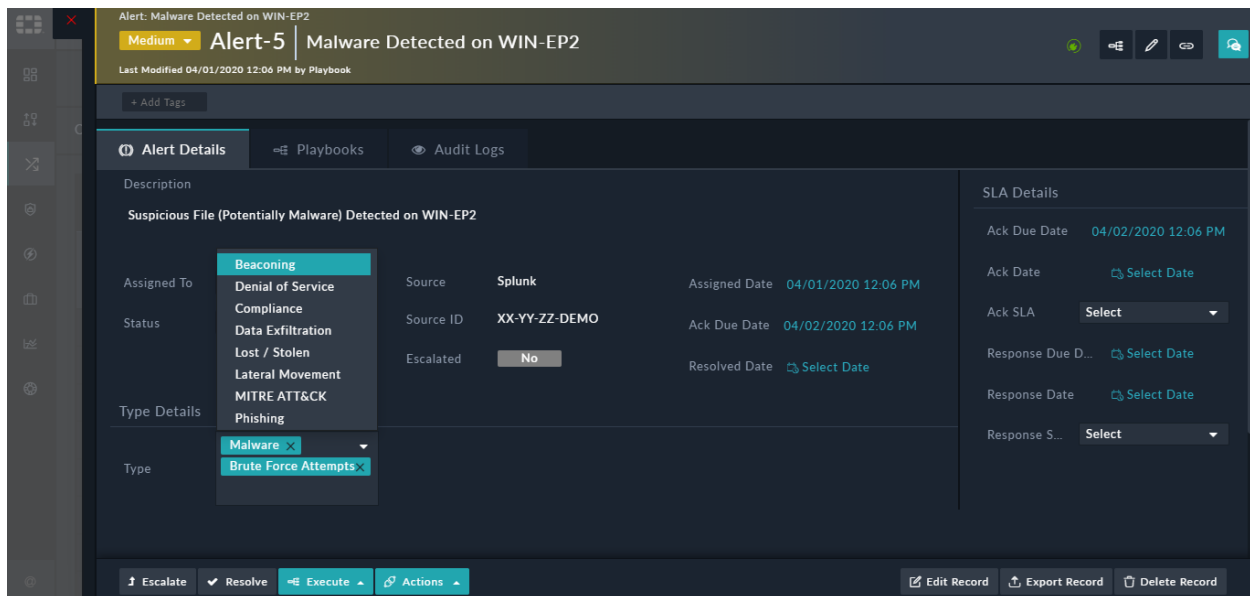 Alert: Malware Detected on WIN-EP2
Medium Alert-5 Malware Detected on WIN-EP2
Last Modified 04/01/2020 12:06 PM by Playbook
+ Add Tags
Alert Details Playbooks Audit Logs
Description
Suspicious File (Potentially Malware) Detected on WIN-EP2
Assigned To
Status
Beaconing
Denial of Service
Compliance
Data Exfiltration
Lost / Stolen
Lateral Movement
MITRE ATT&CK
Phishing
Source Splunk
Source ID XX-YY-ZZ-DEMO
Escalated No
Assigned Date 04/01/2020 12:06 PM
Ack Due Date 04/02/2020 12:06 PM
Resolved Date Select Date
Type Details
Type
Malware ×
Brute Force Attempts ×
SLA Details
Ack Due Date 04/02/2020 12:06 PM
Ack Date Select Date
Ack SLA Select
Response Due D... Select Date
Response Date Select Date
Response S... Select
Escalate Resolve Execute Actions Edit Record Export Record Delete Record